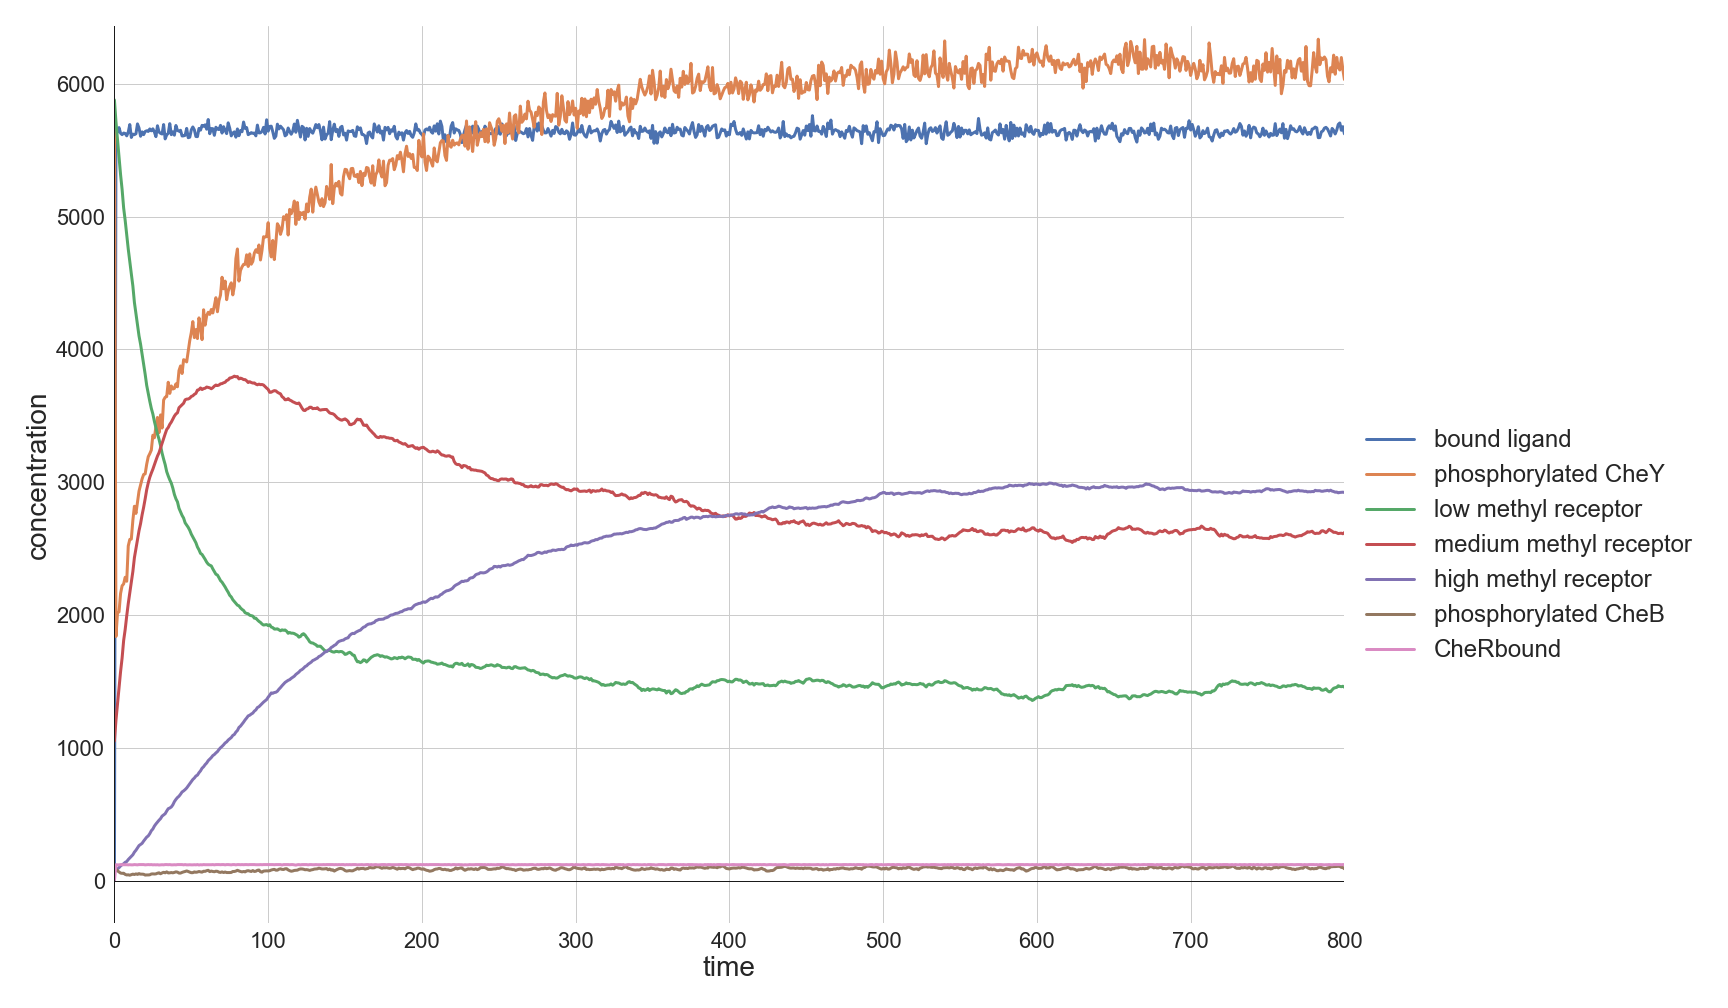 6000
5000
4000
3000
2000
1000
0
concentration
0 100 200 300 400 500 600 700 800
time
bound ligand
phosphorylated CheY
low methyl receptor
medium methyl receptor
high methyl receptor
phosphorylated CheB
CheRbound